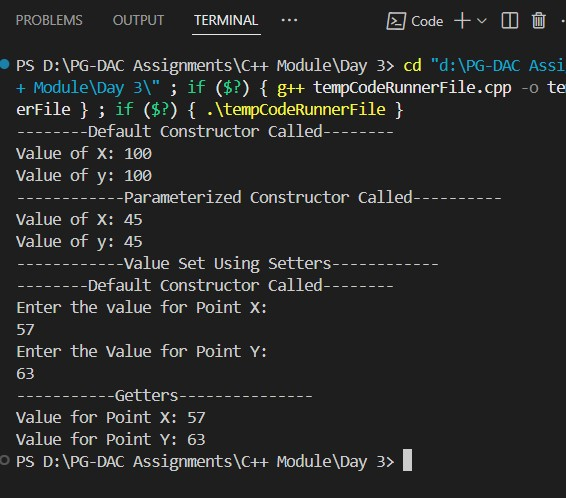 PROBLEMS OUTPUT TERMINAL ... Code
PS D:\PG-DAC Assignments\C++ Module\Day 3> cd "d:\PG-DAC Assi
+ Module\Day 3\" ; if ($?) { g++ tempCodeRunnerFile.cpp -o te
erFile } ; if ($?) { .\tempCodeRunnerFile }
--------Default Constructor Called--------
Value of X: 100
Value of y: 100
------------Parameterized Constructor Called----------
Value of X: 45
Value of y: 45
------------Value Set Using Setters------------
--------Default Constructor Called--------
Enter the value for Point X:
57
Enter the Value for Point Y:
63
-----------Getters---------------
Value for Point X: 57
Value for Point Y: 63
PS D:\PG-DAC Assignments\C++ Module\Day 3>